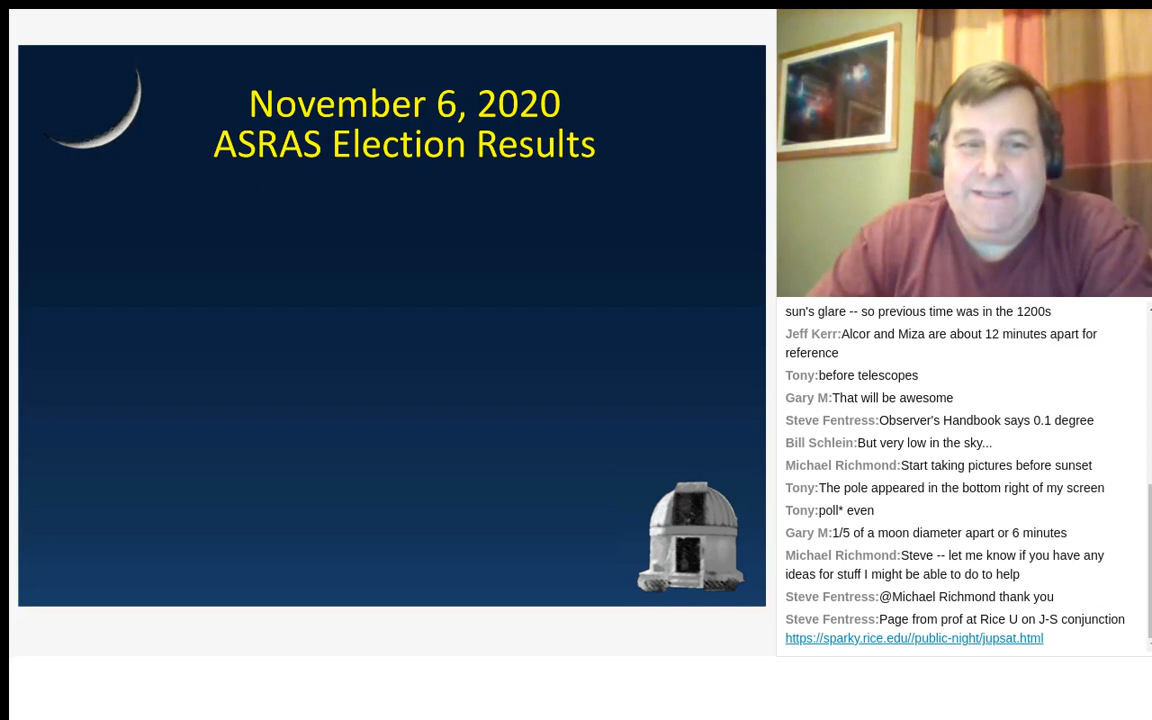 November 6, 2020
ASRAS Election Results
sun's glare -- so previous time was in the 1200s
Jeff Kerr:Alcor and Miza are about 12 minutes apart for
reference
Tony:before telescopes
Gary M:That will be awesome
Steve Fentress:Observer's Handbook says 0.1 degree
Bill Schlein:But very low in the sky...
Michael Richmond:Start taking pictures before sunset
Tony:The pole appeared in the bottom right of my screen
Tony:poll* even
Gary M:1/5 of a moon diameter apart or 6 minutes
Michael Richmond:Steve -- let me know if you have any
ideas for stuff I might be able to do to help
Steve Fentress:@Michael Richmond thank you
Steve Fentress:Page from prof at Rice U on J-S conjunction
https://sparky.rice.edu//public-night/jupsat.html